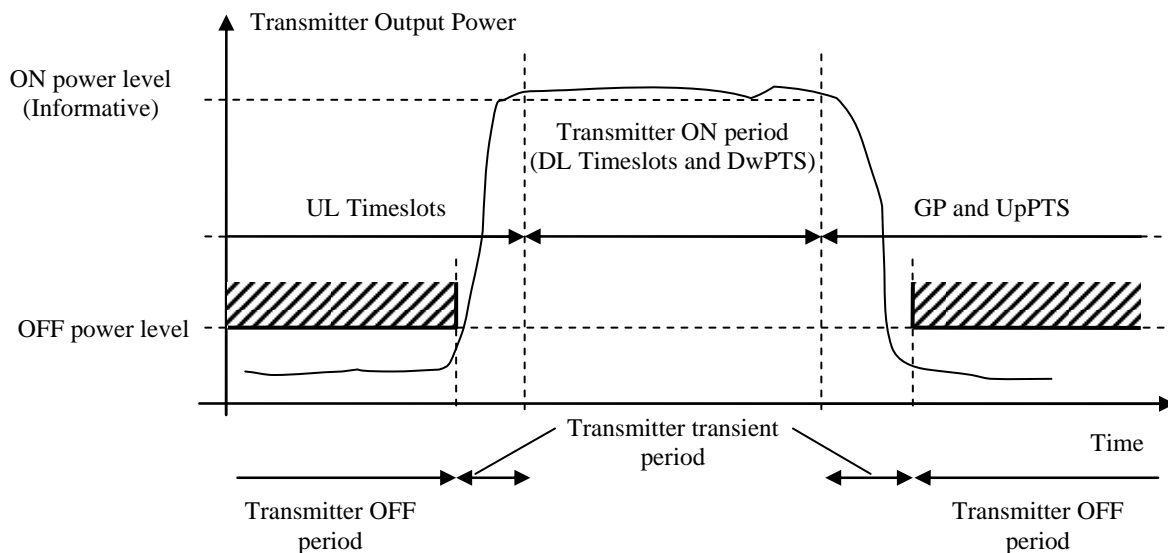 Transmitter Output Power
ON power level
(Informative)
Transmitter ON period
(DL Timeslots and DwPTS)
UL Timeslots
GP and UpPTS
OFF power level
Transmitter transient
period
Time
Transmitter OFF
period
Transmitter OFF
period